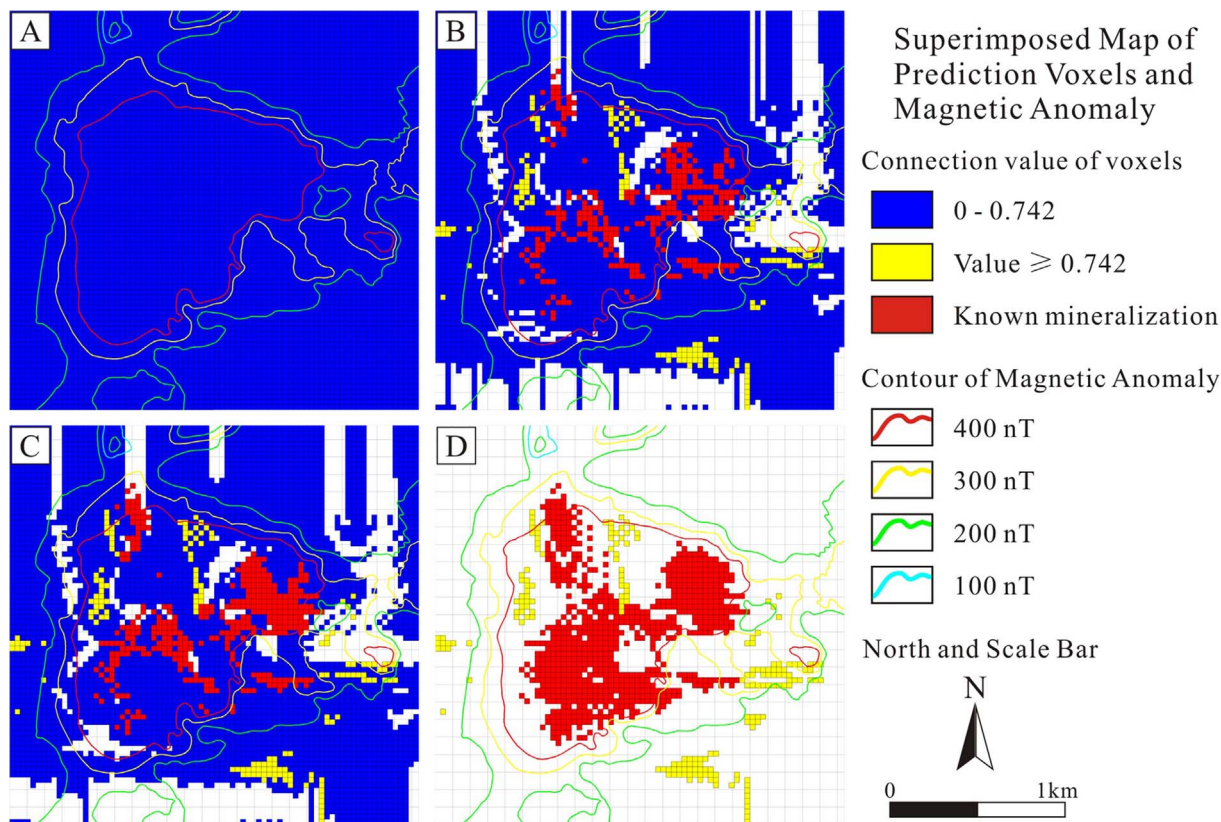 A
B
C
D
Superimposed Map of
Prediction Voxels and
Magnetic Anomaly
Connection value of voxels
0 - 0.742
Value ⩾ 0.742
Known mineralization
Contour of Magnetic Anomaly
400 nT
300 nT
200 nT
100 nT
North and Scale Bar
N
0 1km